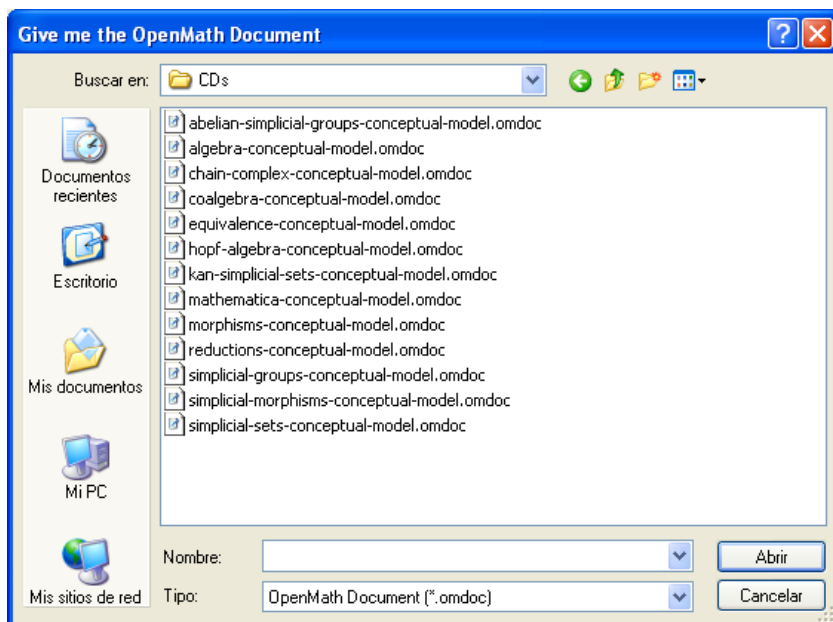 Give me the OpenMath Document
Buscar en:
CDs
Documentos
recientes
Escritorio
Mis documentos
Mi PC
Mis sitios de red
abelian-simplicial-groups-conceptual-model.omdoc
algebra-conceptual-model.omdoc
chain-complex-conceptual-model.omdoc
coalgebra-conceptual-model.omdoc
equivalence-conceptual-model.omdoc
hopf-algebra-conceptual-model.omdoc
kan-simplicial-sets-conceptual-model.omdoc
mathematica-conceptual-model.omdoc
morphisms-conceptual-model.omdoc
reductions-conceptual-model.omdoc
simplicial-groups-conceptual-model.omdoc
simplicial-morphisms-conceptual-model.omdoc
simplicial-sets-conceptual-model.omdoc
Nombre:
Abrir
Tipo:
OpenMath Document (*.omdoc)
Cancelar